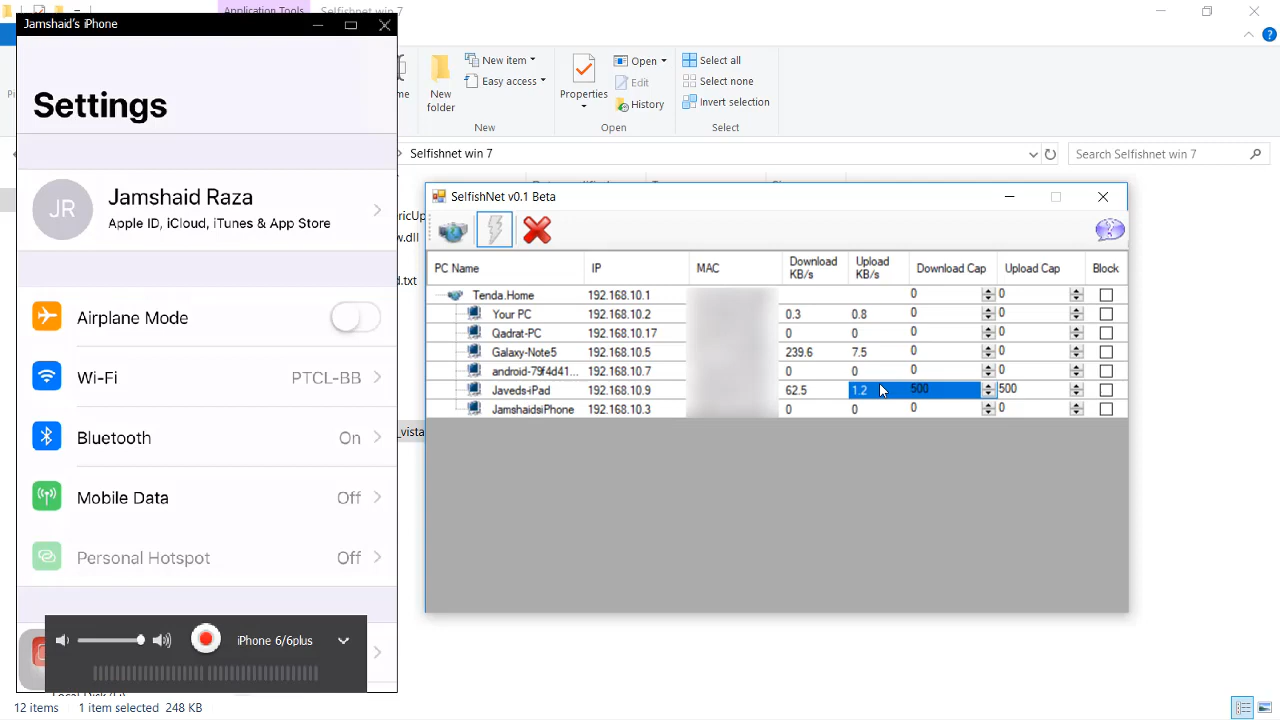 Application Tools
Selfishnet win 7
Jamshaid's iPhone
Settings
Jamshaid Raza
JR
Apple ID, iCloud, iTunes & App Store
Airplane Mode
Wi-Fi PTCL-BB
Bluetooth On
Mobile Data Off
Personal Hotspot Off
iPhone 6/6plus
New item
Easy access
New folder
New
Properties
Open
Edit
History
Open
Select all
Select none
Invert selection
Select
Selfishnet win 7
Search Selfishnet win 7
SelfishNet v0.1 Beta
PC Name IP MAC Download KB/s Upload KB/s Download Cap Upload Cap Block
Tenda.Home 192.168.10.1 0 0
Your PC 192.168.10.2 0.3 0.8 0 0
Qadrat-PC 192.168.10.17 0 0 0 0
Galaxy-Note5 192.168.10.5 239.6 7.5 0 0
android-79f4d41... 192.168.10.7 0 0 0 0
Javeds-iPad 192.168.10.9 62.5 1.2 500 500
JamshaidsiPhone 192.168.10.3 0 0 0 0
w.dll
d.txt
_vista
12 items 1 item selected 248 KB